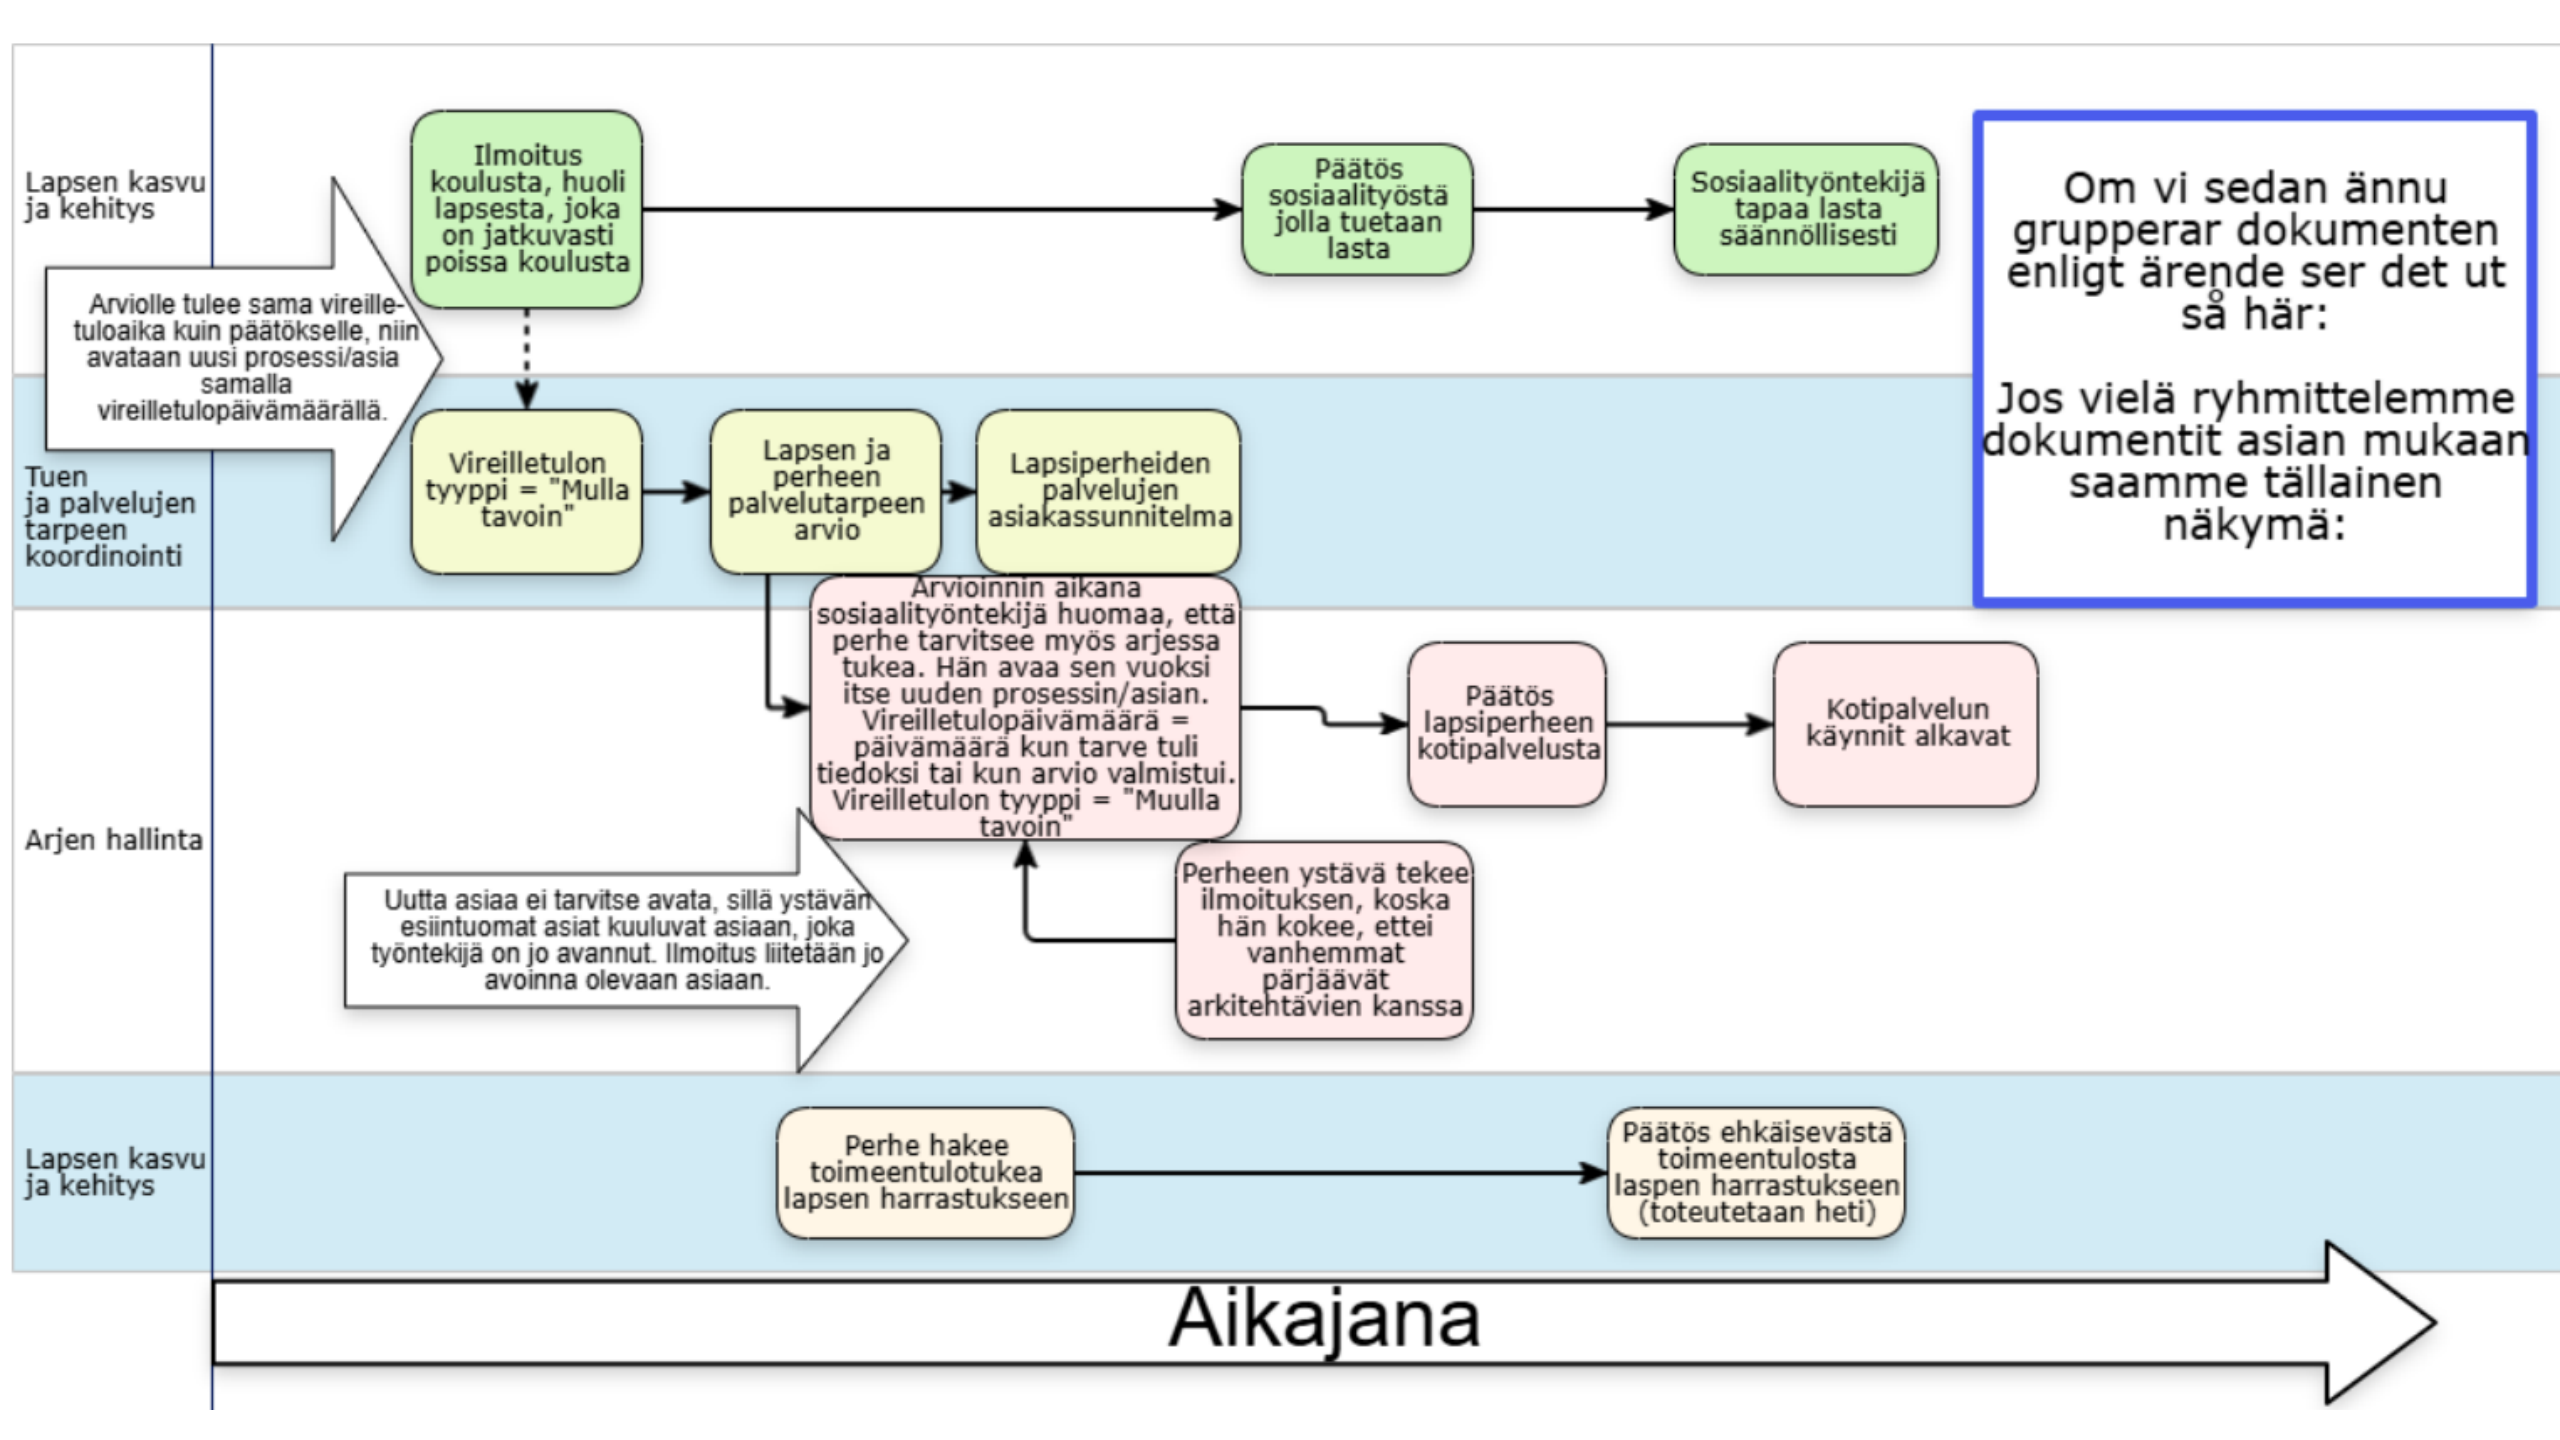 Lapsen kasvu
ja kehitys
Ilmoitus
koulusta, huoli
lapsesta, joka
on jatkuvasti
poissa koulusta
Päätös
sosiaalityöstä
jolla tuetaan
lasta
Sosiaalityöntekijä
tapaa lasta
säännöllisesti
Om vi sedan ännu
grupperar dokumenten
enligt ärende ser det ut
så här:
Jos vielä ryhmittelemme
dokumentit asian mukaan
saamme tällainen
näkymä:
Arviolle tulee sama vireille-
tuloaika kuin päätökselle, niin
avataan uusi prosessi/asia
samalla
vireilletulopäivämäärällä.
Tuen
ja palvelujen
tarpeen
koordinointi
Vireilletulon
tyyppi = "Mulla
tavoin"
Lapsen ja
perheen
palvelutarpeen
arvio
Lapsiperheiden
palvelujen
asiakassunnitelma
Arjen hallinta
Arvioinnin aikana
sosiaalityöntekijä huomaa, että
perhe tarvitsee myös arjessa
tukea. Hän avaa sen vuoksi
itse uuden prosessin/asian.
Vireilletulopäivämäärä =
päivämäärä kun tarve tuli
tiedoksi tai kun arvio valmistui.
Vireilletulon tyyppi = "Muulla
tavoin"
Päätös
lapsiperheen
kotipalvelusta
Kotipalvelun
käynnit alkavat
Uutta asiaa ei tarvitse avata, sillä ystävän
esiintuomat asiat kuuluvat asiaan, joka
työntekijä on jo avannut. Ilmoitus liitetään jo
avoinna olevaan asiaan.
Perheen ystävä tekee
ilmoituksen, koska
hän kokee, ettei
vanhemmat
pärjäävät
arkitehtävien kanssa
Lapsen kasvu
ja kehitys
Perhe hakee
toimeentulotukea
lapsen harrastukseen
Päätös ehkäisevästä
toimeentulosta
laspen harrastukseen
(toteutetaan heti)
Aikajana